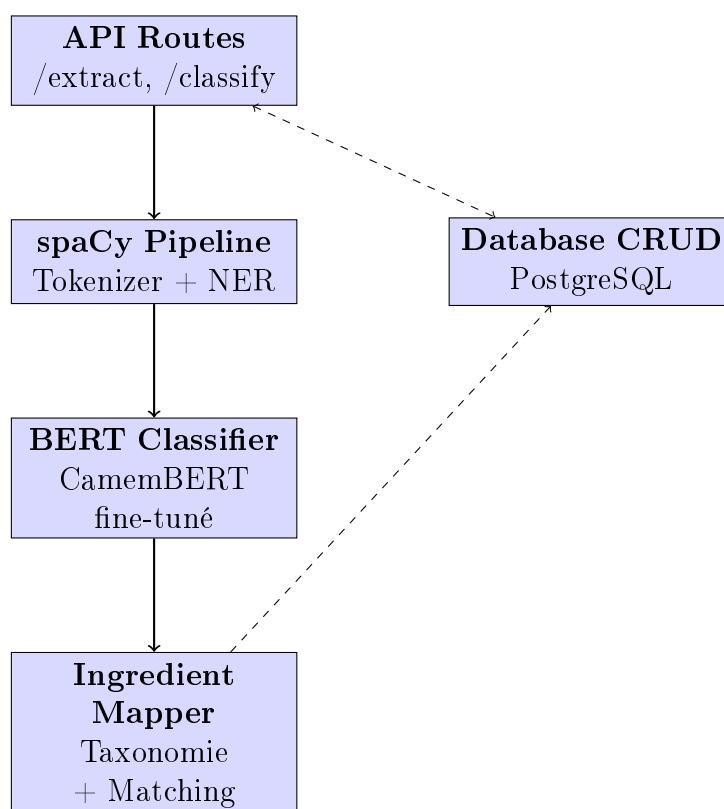 API Routes
/extract, /classify
spaCy Pipeline
Tokenizer + NER
Database CRUD
PostgreSQL
BERT Classifier
CamemBERT
fine-tuné
Ingredient
Mapper
Taxonomie
+ Matching